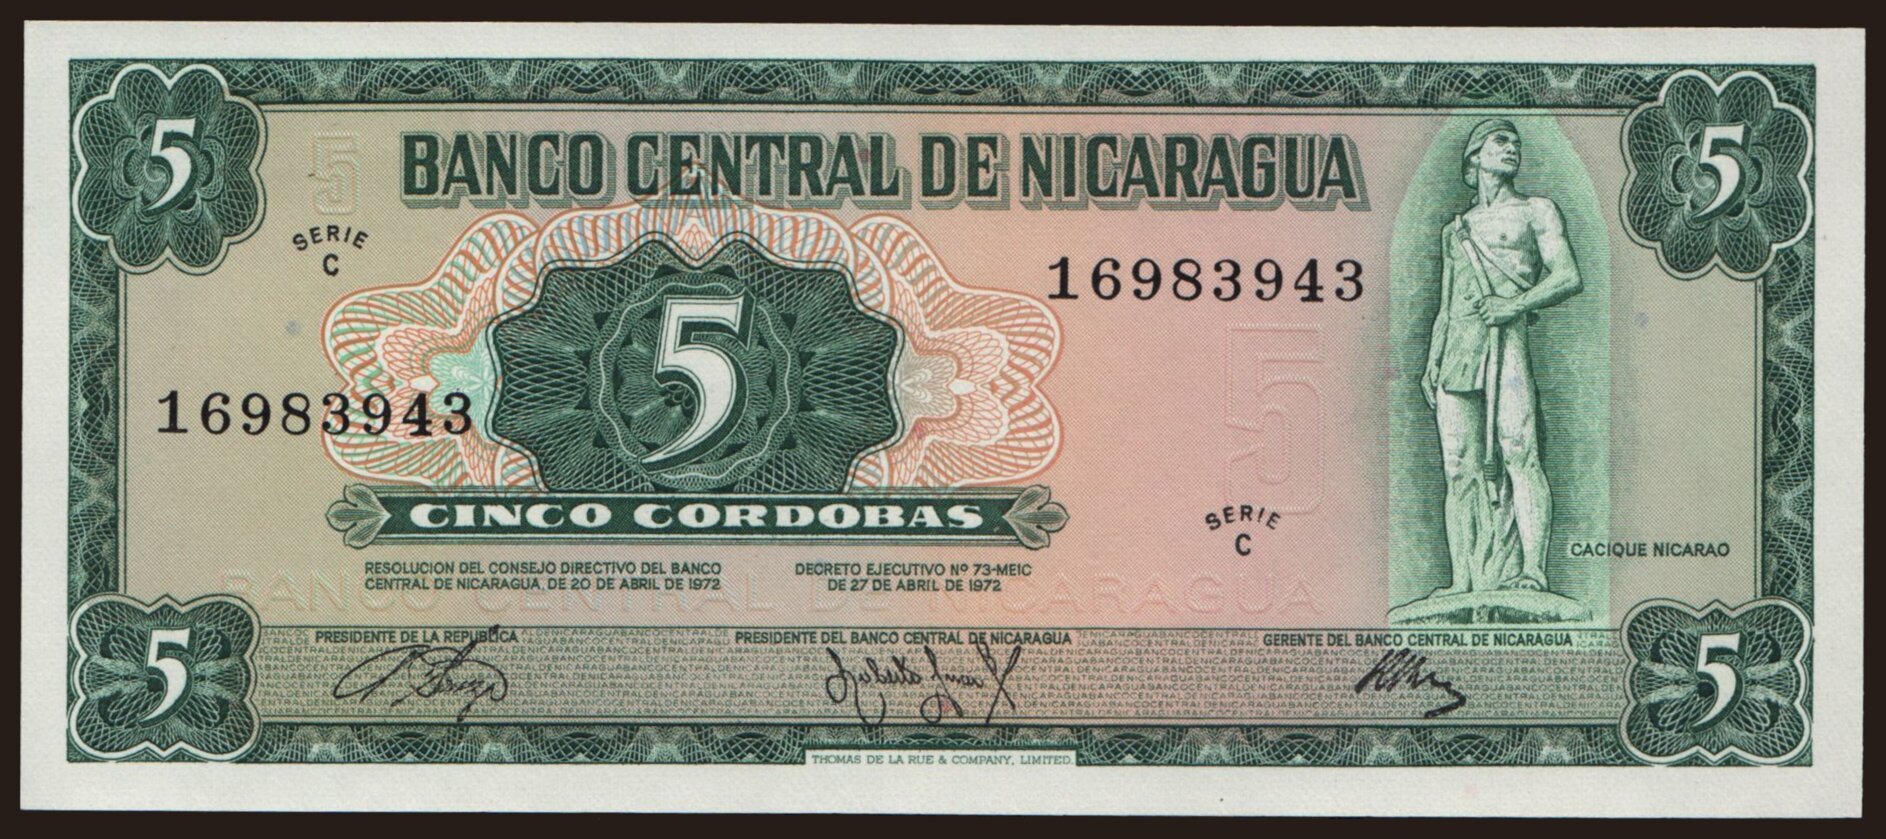 5
5
5
BANCO CENTRAL DE NICARAGUA
SERIE
C
16983943
5
5
16983943
CINCO CORDOBAS
SERIE
C
CACIQUE NICARAO
RESOLUCION DEL CONSEJO DIRECTIVO DEL BANCO
CENTRAL DE NICARAGUA, DE 20 DE ABRIL DE 1972
DECRETO EJECUTIVO Nº 73-MEIC
DE 27 DE ABRIL DE 1972
BANCO CENTRAL DE NICARAGUA
PRESIDENTE DE LA REPUBLICA
PRESIDENTE DEL BANCO CENTRAL DE NICARAGUA
GERENTE DEL BANCO CENTRAL DE NICARAGUA
5
5
THOMAS DE LA RUE & COMPANY, LIMITED.